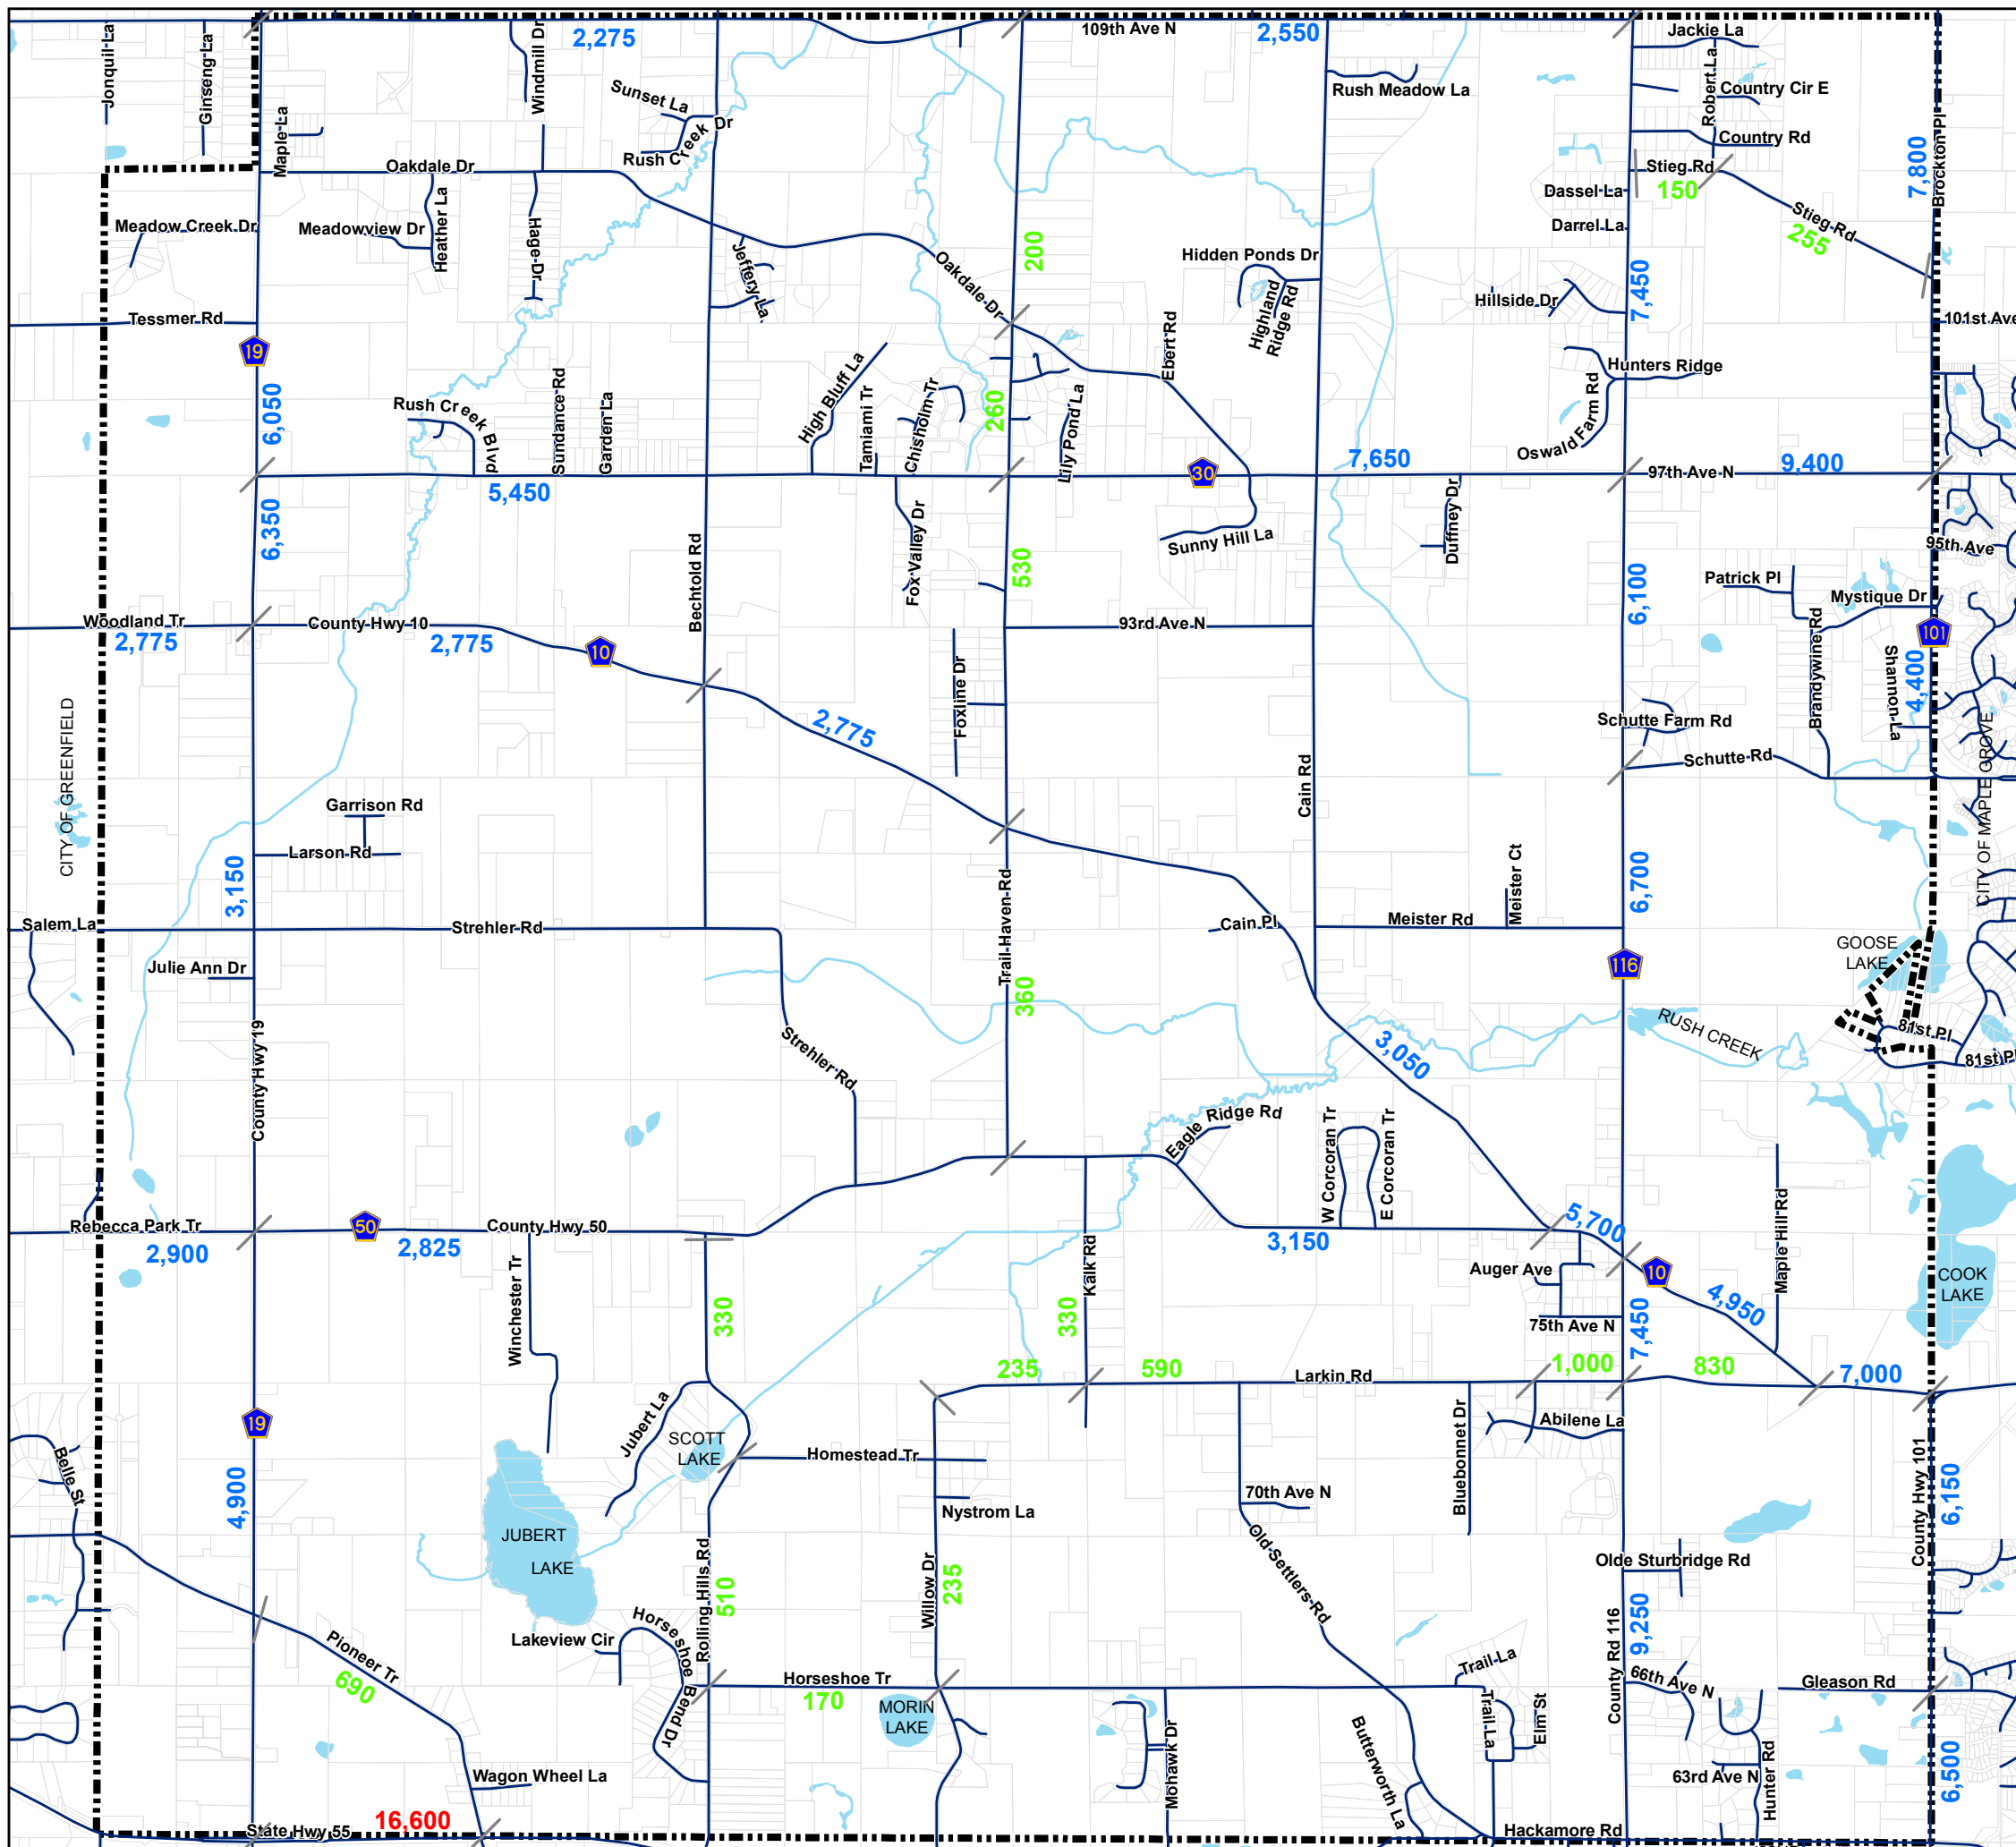 109th Ave N
2,275
2,550
Jonquil La
Ginseng La
Maple La
Windmill Dr
Sunset La
Rush Creek Dr
Rush Meadow La
Jackie La
Robert La
Country Cir E
Country Rd
Stieg Rd
150
Stieg Rd
255
7,800
Brockton Pl
Oakdale Dr
Dassel La
Darrel La
Meadow Creek Dr
Meadowview Dr
Heather La
Hage Dr
Jeffery La
Oakdale Dr
200
Hidden Ponds Dr
Highland
Ridge Rd
Hillside Dr
7,450
Tessmer Rd
101st Ave
19
6,050
Ebert Rd
Hunters Ridge
Oswald Farm Rd
Rush Creek Blvd
Sundance Rd
Garden La
High Bluff La
Tamiami Tr
Chisholm Tr
260
Lily Pond La
30
7,650
97th Ave N
9,400
5,450
6,350
Fox Valley Dr
530
Sunny Hill La
Duffney Dr
95th Ave
Bechtold Rd
6,100
Patrick Pl
Mystique Dr
Woodland Tr
2,775
County Hwy 10
2,775
10
93rd Ave N
101
Brandywine Rd
Shannon La
4,400
Foxline Dr
2,775
Schutte Farm Rd
Schutte Rd
CITY OF GREENFIELD
CITY OF MAPLE GROVE
Cain Rd
Garrison Rd
Larson Rd
3,150
6,700
Meister Ct
Salem La
Strehler Rd
Trail Haven Rd
Cain Pl
Meister Rd
Julie Ann Dr
116
GOOSE
LAKE
360
RUSH CREEK
81st Pl
81st Pl
County Hwy 19
Strehler Rd
3,050
Eagle Ridge Rd
W Corcoran Tr
E Corcoran Tr
Rebecca Park Tr
2,900
50
2,825
County Hwy 50
Winchester Tr
330
Kalk Rd
330
3,150
5,700
Auger Ave
10
Maple Hill Rd
COOK
LAKE
4,950
75th Ave N
7,450
235
590
Larkin Rd
1,000
830
7,000
19
Jubert La
SCOTT
LAKE
Homestead Tr
Abilene La
Belle St
4,900
Nystrom La
70th Ave N
Bluebonnet Dr
County Hwy 101
6,150
JUBERT
LAKE
Rolling Hills Rd
510
Willow Dr
235
Old Settlers Rd
Olde Sturbridge Rd
Pioneer Tr
690
Lakeview Cir
Horseshoe Bend Dr
Horseshoe Tr
170
MORIN
LAKE
Trail La
County Rd 116
9,250
66th Ave N
Gleason Rd
Trail La
Elm St
Mohawk Dr
Butterworth La
63rd Ave N
Hunter Rd
6,500
Wagon Wheel La
16,600
State Hwy 55
Hackamore Rd